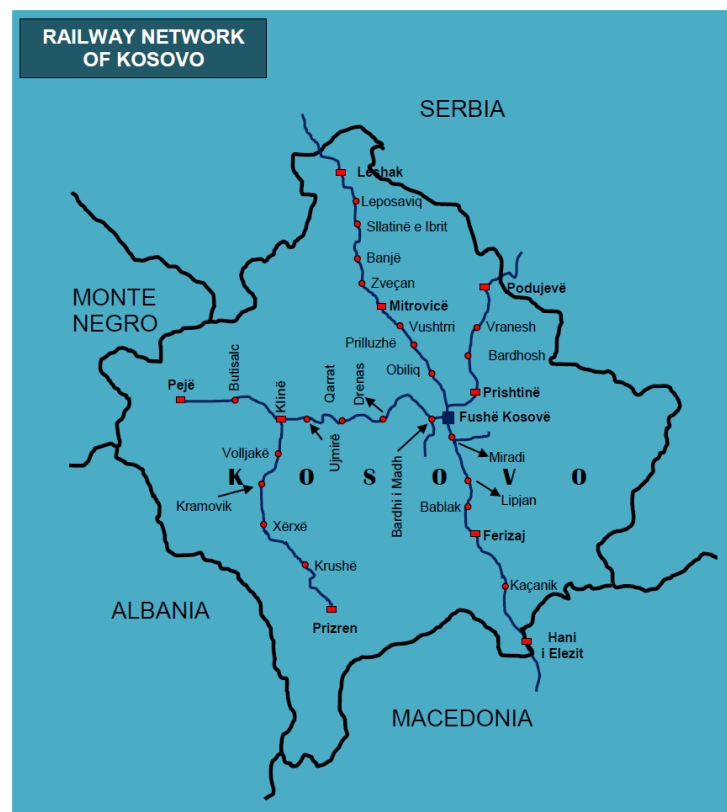 RAILWAY NETWORK
OF KOSOVO
SERBIA
Leshak
Leposaviq
Sllatinë e Ibrit
Banjë
Zveçan
MONTE
NEGRO
Podujevë
Mitrovicë
Vushtrri
Vranesh
Prilluzhë
Bardhosh
Obiliq
Pejë
Butisalc
Klinë
Qarrat
Drenas
Prishtinë
Fushë Kosovë
Ujmirë
Bardhi i Madh
Miradi
Volljakë
K O S O V O
Kramovik
Lipjan
Bablak
Xërxë
Ferizaj
Krushë
Kaçanik
ALBANIA
Prizren
Hani
i Elezit
MACEDONIA